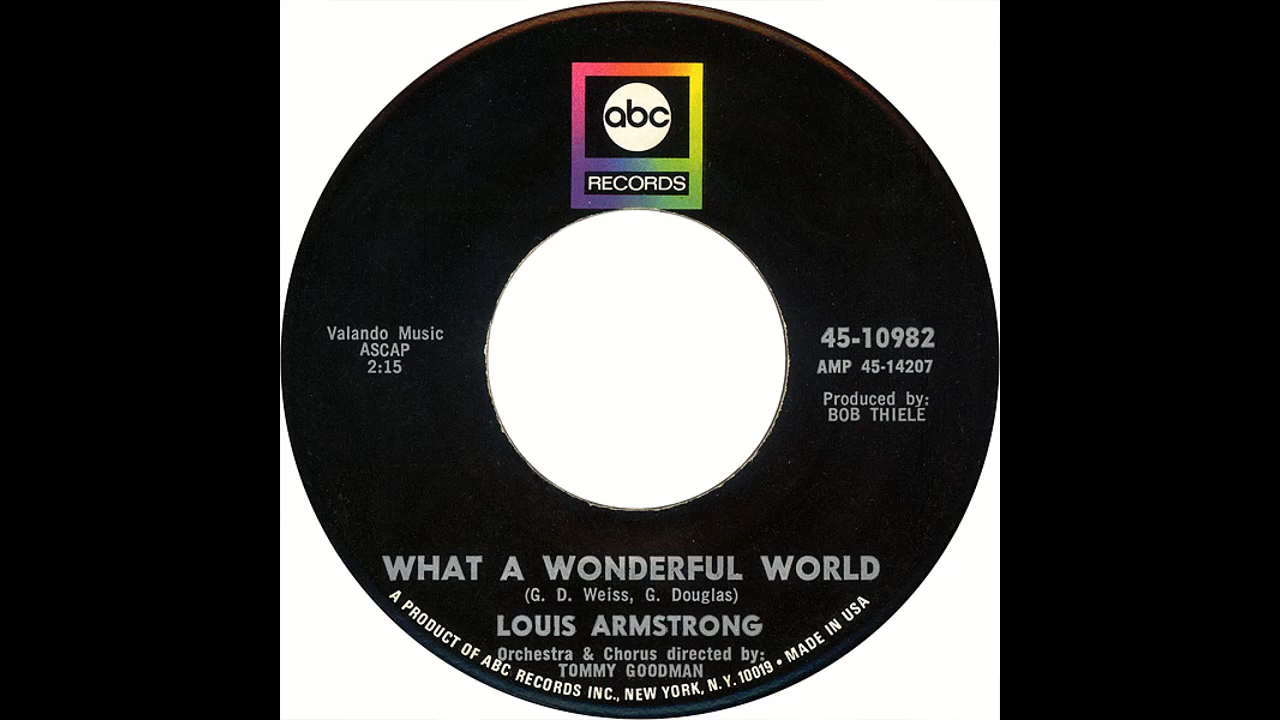 abc
RECORDS
Valando Music
ASCAP
2:15
45-10982
AMP 45-14207
Produced by:
BOB THIELE
WHAT A WONDERFUL WORLD
(G. D. Weiss, G. Douglas)
LOUIS ARMSTRONG
Orchestra & Chorus directed by:
TOMMY GOODMAN
A PRODUCT OF ABC RECORDS INC., NEW YORK, N.Y. 10019 • MADE IN USA